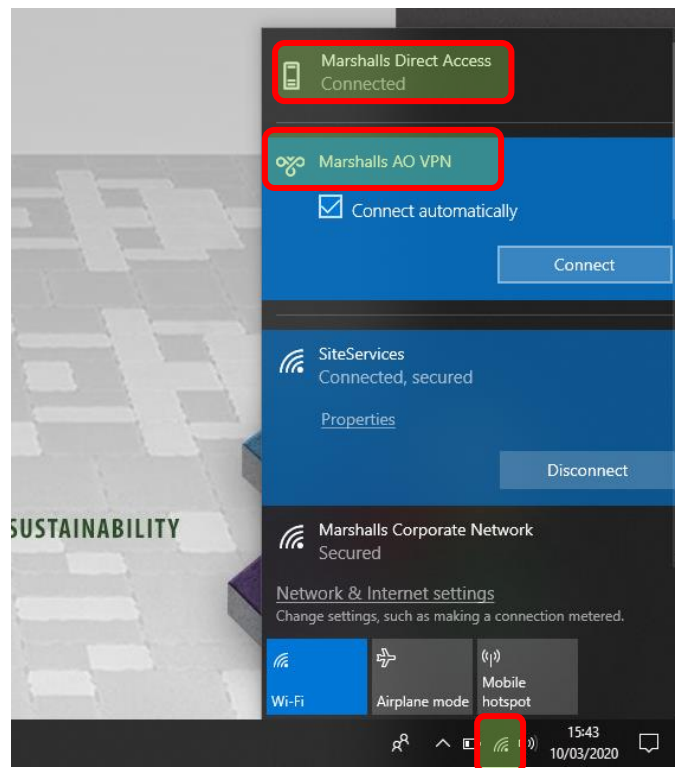 Marshalls Direct Access
Connected
Marshalls AO VPN
Connect automatically
Connect
SiteServices
Connected, secured
Properties
Disconnect
SUSTAINABILITY
Marshalls Corporate Network
Secured
Network & Internet settings
Change settings, such as making a connection metered.
Wi-Fi
Airplane mode
Mobile
hotspot
15:43
10/03/2020